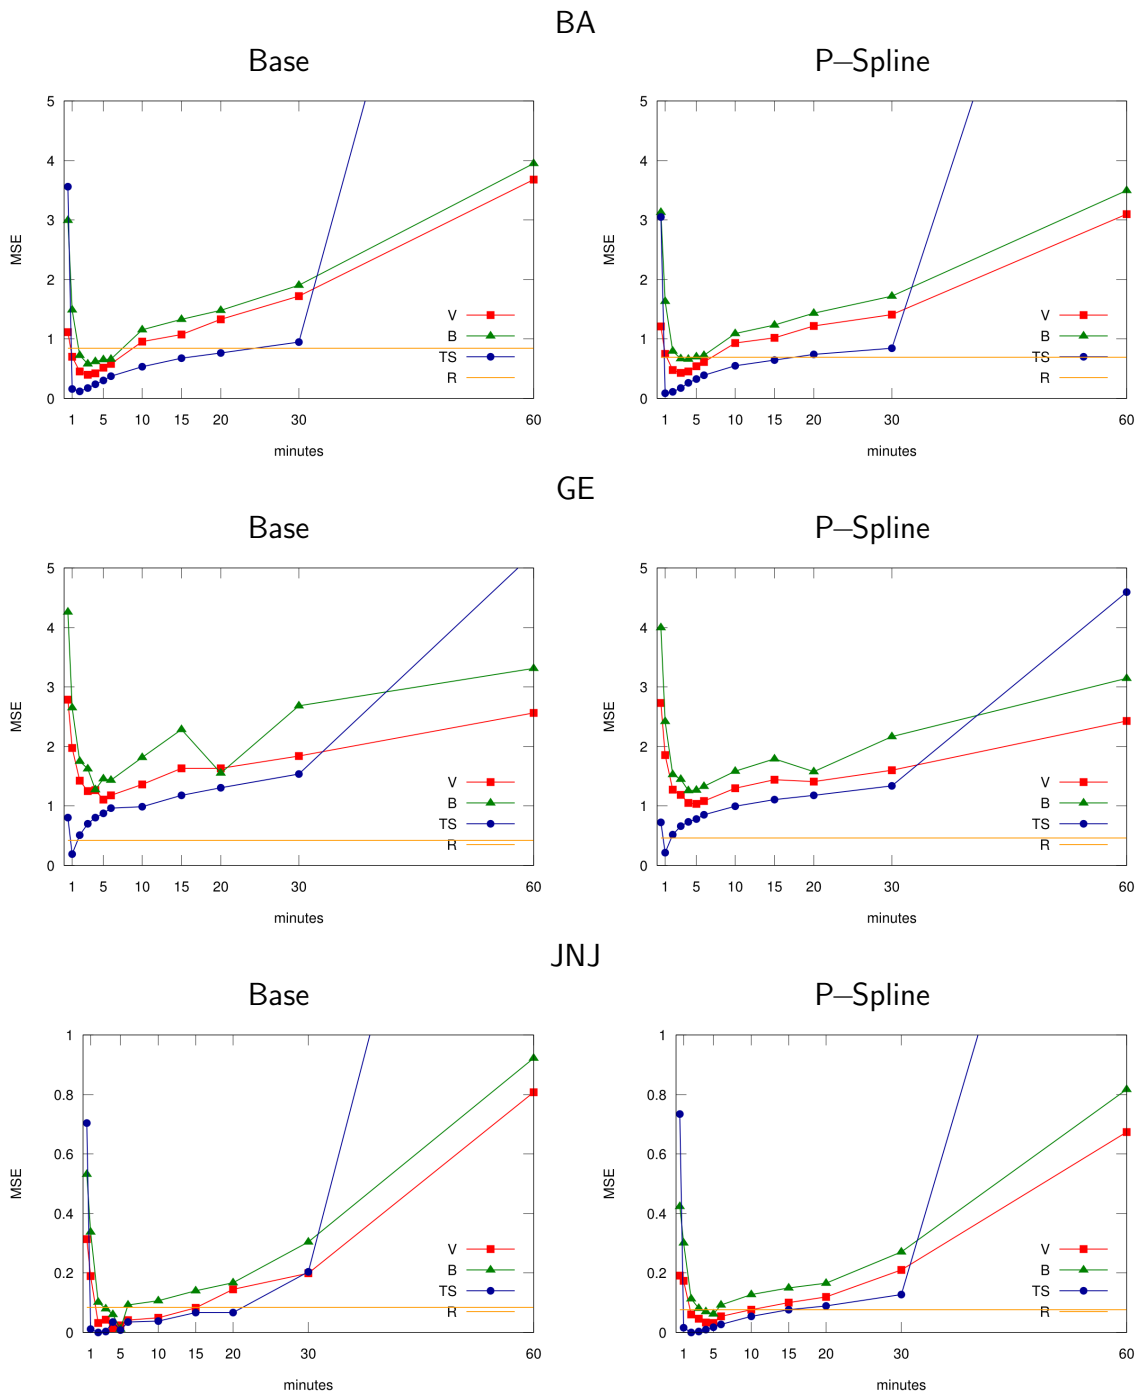 BA
Base P–Spline
5 5
4 4
3 3
MSE MSE
2 2
V V
B B
1 1
TS TS
R R
0 0
1 5 10 15 20 30 60 1 5 10 15 20 30 60
minutes minutes
GE
Base P–Spline
5 5
4 4
3 3
MSE MSE
2 2
V V
B B
1 1
TS TS
R R
0 0
1 5 10 15 20 30 60 1 5 10 15 20 30 60
minutes minutes
JNJ
Base P–Spline
1 1
0.8 0.8
0.6 0.6
MSE MSE
0.4 0.4
V V
B B
0.2 0.2
TS TS
R R
0 0
1 5 10 15 20 30 60 1 5 10 15 20 30 60
minutes minutes